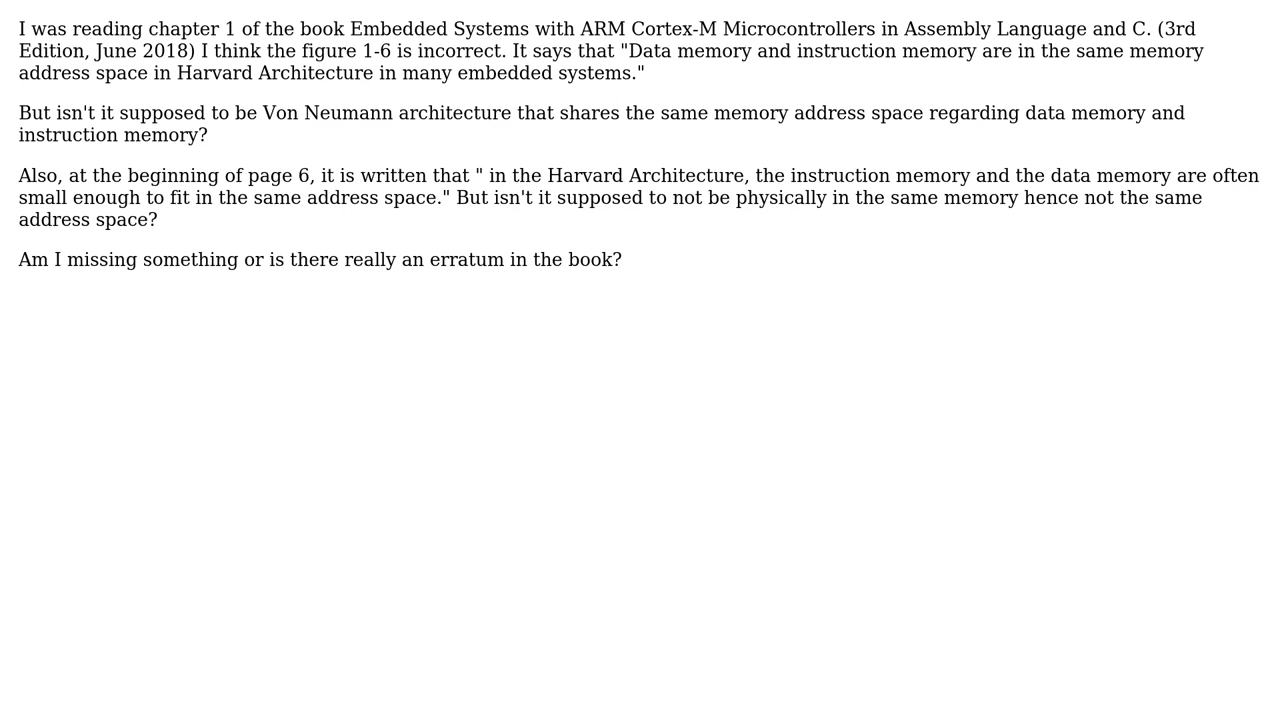 I was reading chapter 1 of the book Embedded Systems with ARM Cortex-M Microcontrollers in Assembly Language and C. (3rd
Edition, June 2018) I think the figure 1-6 is incorrect. It says that "Data memory and instruction memory are in the same memory
address space in Harvard Architecture in many embedded systems."
But isn't it supposed to be Von Neumann architecture that shares the same memory address space regarding data memory and
instruction memory?
Also, at the beginning of page 6, it is written that " in the Harvard Architecture, the instruction memory and the data memory are often
small enough to fit in the same address space." But isn't it supposed to not be physically in the same memory hence not the same
address space?
Am I missing something or is there really an erratum in the book?